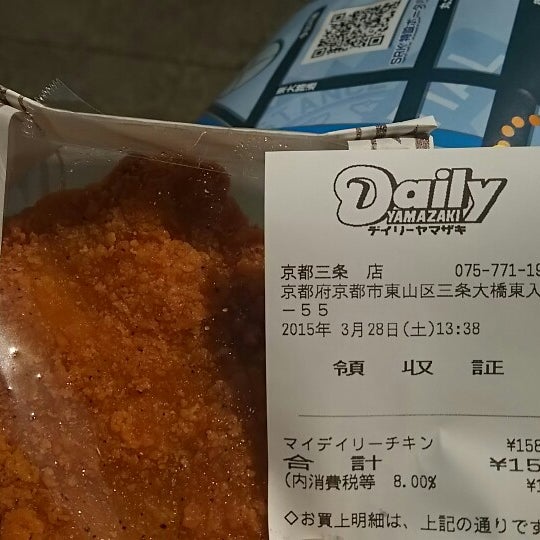 Daily
YAMAZAKI
デイリーヤマザキ
京都三条 店 075-771-19
京都府京都市東山区三条大橋東入
－５５
2015年 3月28日(土)13:38
領 収 証
マイデイリーチキン ¥158
合 計 ¥15
(内消費税等 8.00% ¥1
◇お買上明細は、上記の通りです